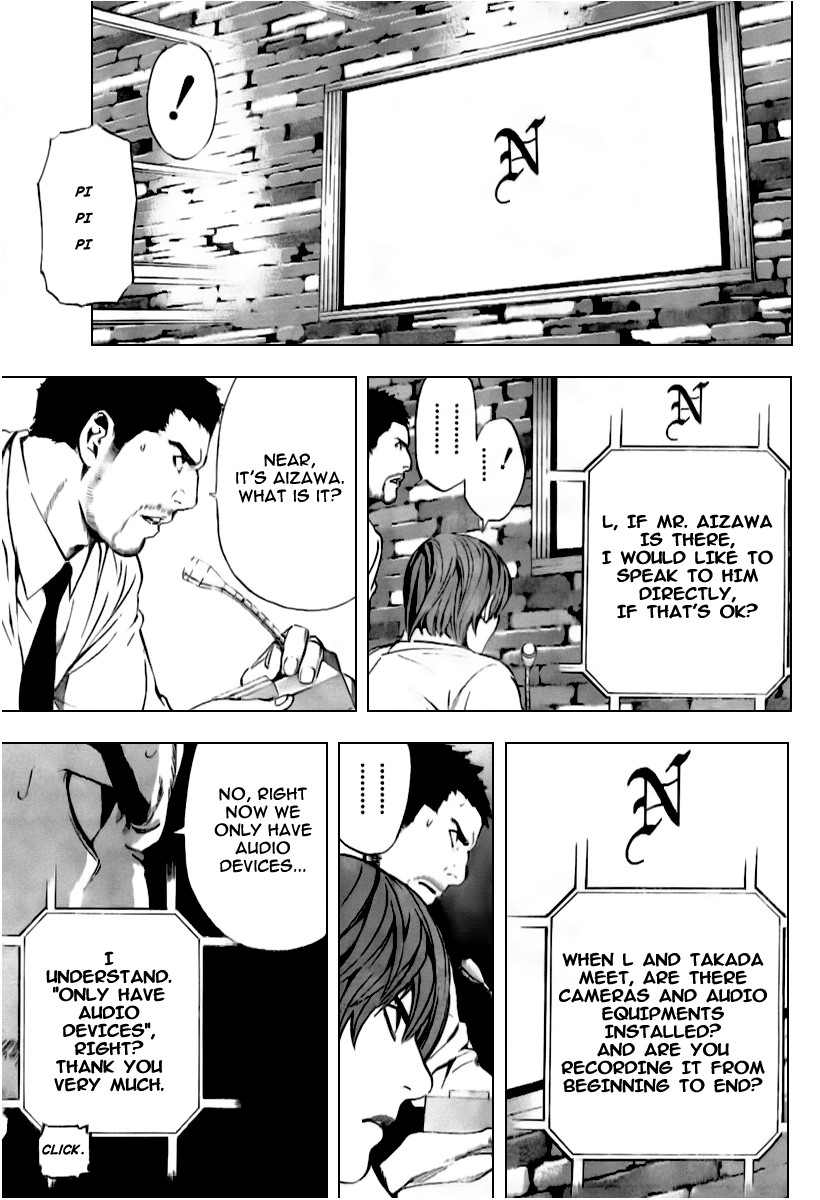 N
!
PI
PI
PI
N
L, IF MR. AIZAWA
IS THERE,
I WOULD LIKE TO
SPEAK TO HIM
DIRECTLY,
IF THAT'S OK?
!
NEAR,
IT'S AIZAWA.
WHAT IS IT?
N
WHEN L AND TAKADA
MEET, ARE THERE
CAMERAS AND AUDIO
EQUIPMENTS
INSTALLED?
AND ARE YOU
RECORDING IT FROM
BEGINNING TO END?
NO, RIGHT
NOW WE
ONLY HAVE
AUDIO
DEVICES...
I
UNDERSTAND.
"ONLY HAVE
AUDIO
DEVICES",
RIGHT?
THANK YOU
VERY MUCH.
CLICK.